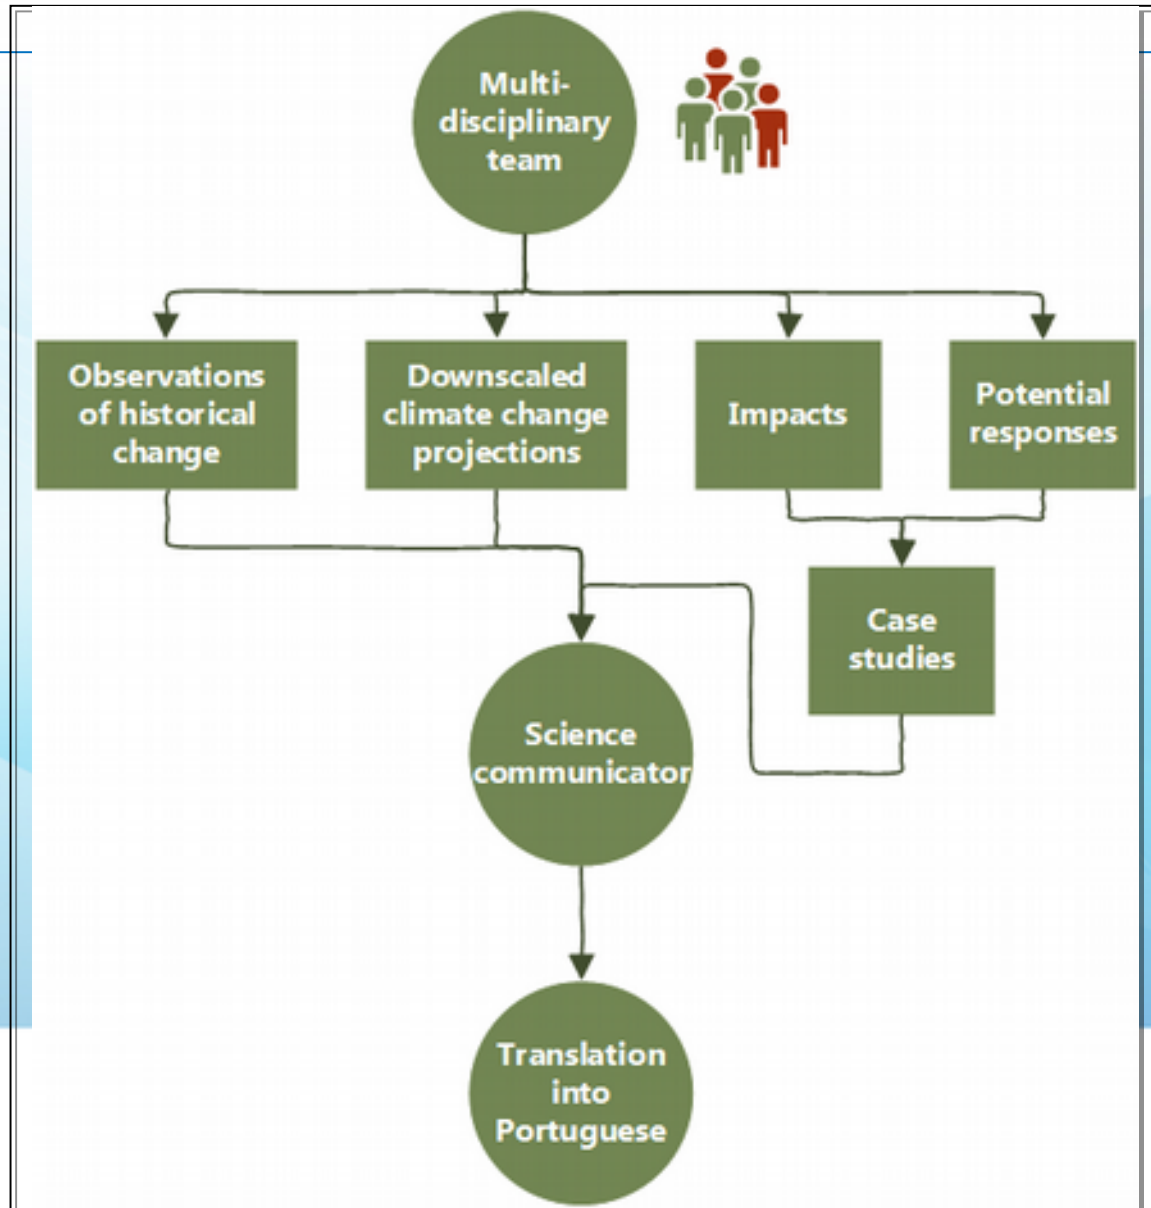 Multi-
disciplinary
team
Observations
of historical
change
Downscaled
climate change
projections
Impacts
Potential
responses
Case
studies
Science
communicator
Translation
into
Portuguese